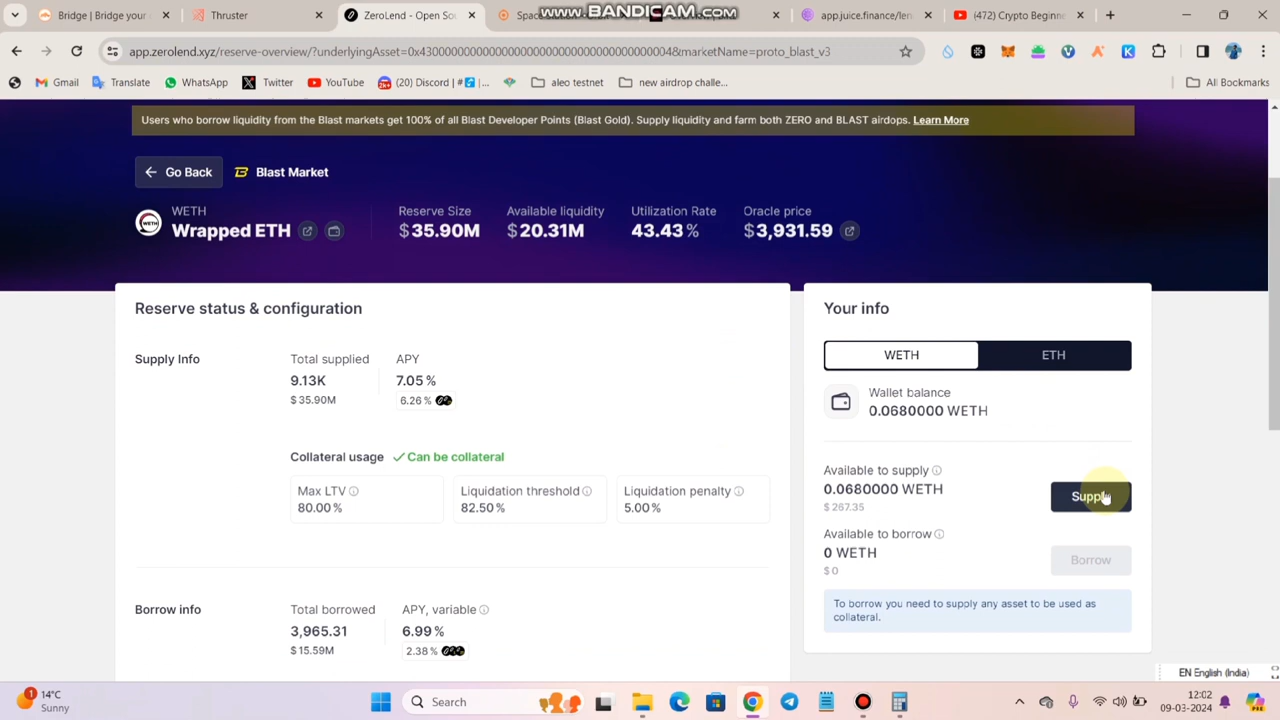 Bridge | Bridge your c
Thruster
ZeroLend - Open Sou
Spac
www.BANDICAM.com
app.juice.finance/len
(472) Crypto Beginne
app.zerolend.xyz/reserve-overview/?underlyingAsset=0x4300000000000000000000000000000000000004&marketName=proto_blast_v3
Gmail
Translate
WhatsApp
Twitter
YouTube
(20) Discord | #
aleo testnet
new airdrop challe...
All Bookmarks
Users who borrow liquidity from the Blast markets get 100% of all Blast Developer Points (Blast Gold). Supply liquidity and farm both ZERO and BLAST airdops. Learn More
Go Back
Blast Market
WETH
Wrapped ETH
Reserve Size
$35.90M
Available liquidity
$20.31M
Utilization Rate
43.43 %
Oracle price
$3,931.59
Reserve status & configuration
Supply Info
Total supplied
9.13K
$ 35.90M
APY
7.05 %
6.26 %
Collateral usage
Can be collateral
Max LTV
80.00 %
Liquidation threshold
82.50 %
Liquidation penalty
5.00 %
Borrow info
Total borrowed
3,965.31
$ 15.59M
APY, variable
6.99 %
2.38 %
Your info
WETH
ETH
Wallet balance
0.0680000 WETH
Available to supply
0.0680000 WETH
$ 267.35
Supply
Available to borrow
0 WETH
$ 0
Borrow
To borrow you need to supply any asset to be used as
collateral.
EN English (India)
14°C
Sunny
Search
12:02
09-03-2024